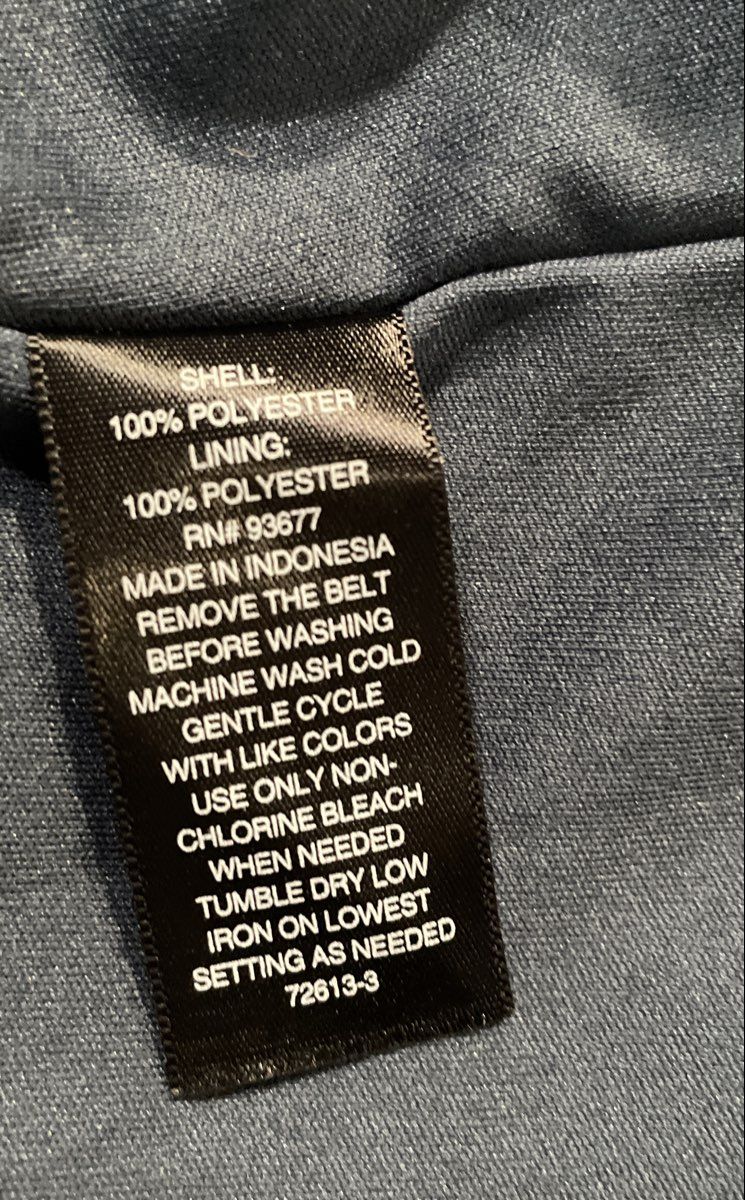 SHELL:
100% POLYESTER
LINING:
100% POLYESTER
RN# 93677
MADE IN INDONESIA
REMOVE THE BELT
BEFORE WASHING
MACHINE WASH COLD
GENTLE CYCLE
WITH LIKE COLORS
USE ONLY NON-
CHLORINE BLEACH
WHEN NEEDED
TUMBLE DRY LOW
IRON ON LOWEST
SETTING AS NEEDED
72613-3